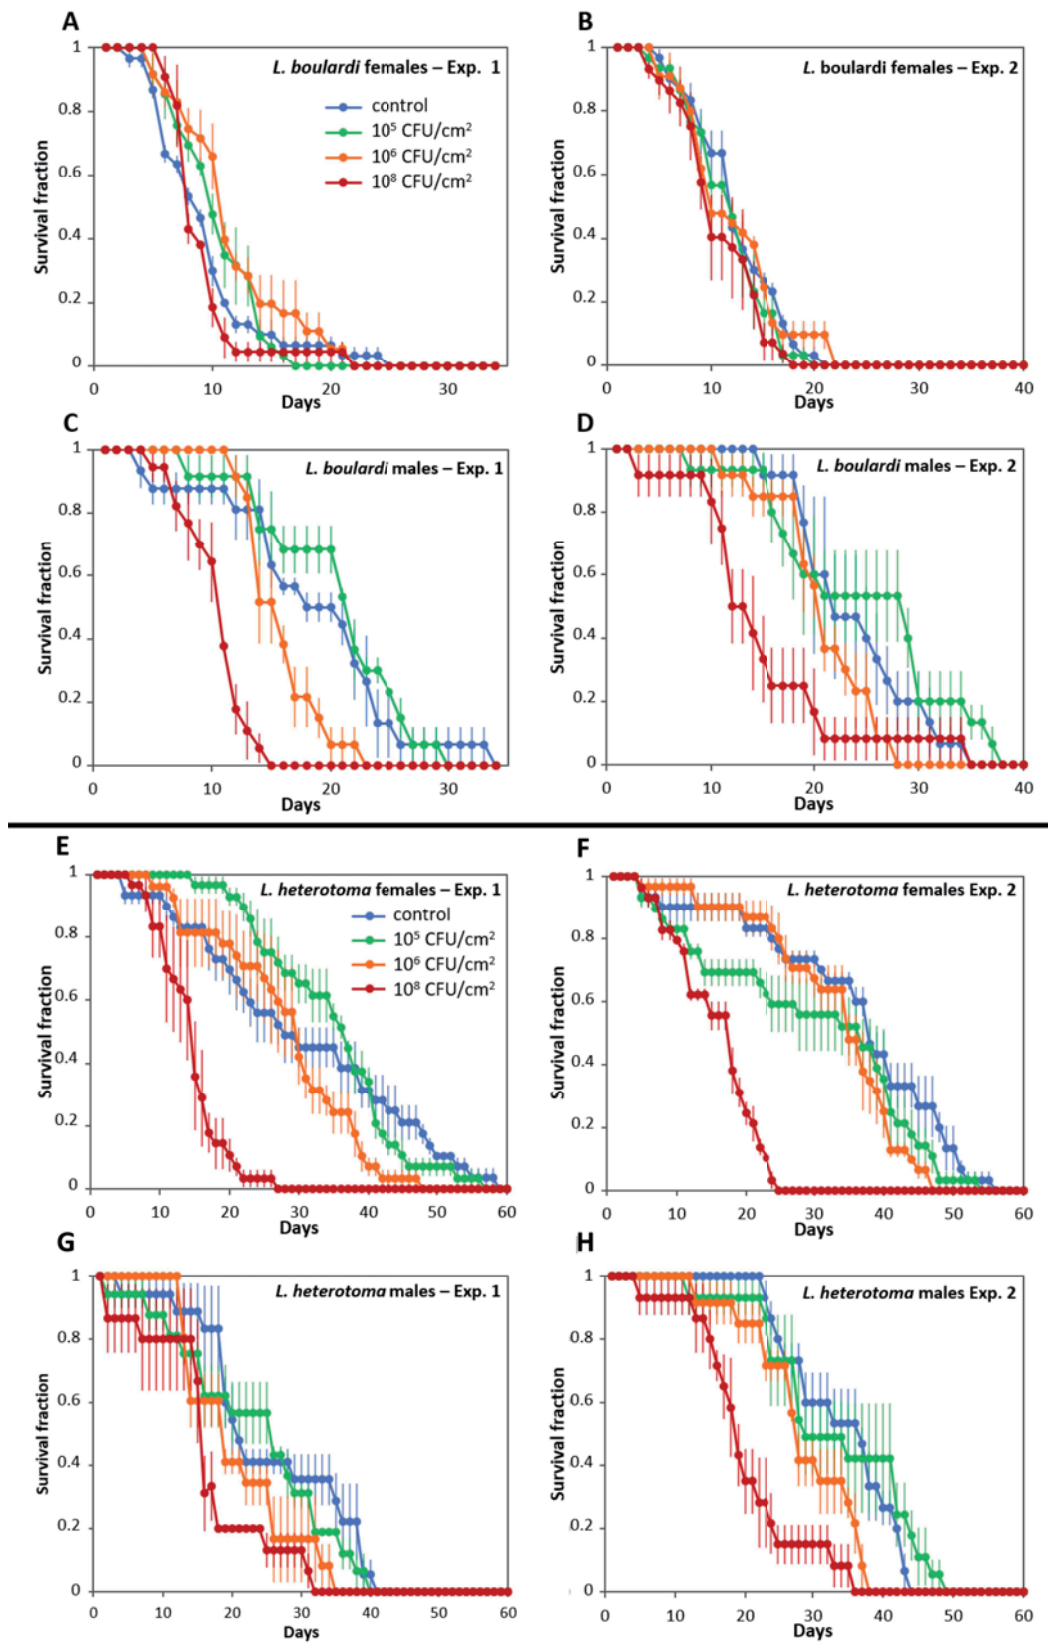 A
L. boulardi females – Exp. 1
control
10⁵ CFU/cm²
10⁶ CFU/cm²
10⁸ CFU/cm²
Survival fraction
1
0.8
0.6
0.4
0.2
0
0 10 20 30
Days
B
L. boulardi females – Exp. 2
Survival fraction
1
0.8
0.6
0.4
0.2
0
0 10 20 30 40
Days
C
L. boulardi males – Exp. 1
Survival fraction
1
0.8
0.6
0.4
0.2
0
0 10 20 30
Days
D
L. boulardi males – Exp. 2
Survival fraction
1
0.8
0.6
0.4
0.2
0
0 10 20 30 40
Days
E
L. heterotoma females – Exp. 1
control
10⁵ CFU/cm²
10⁶ CFU/cm²
10⁸ CFU/cm²
Survival fraction
1
0.8
0.6
0.4
0.2
0
0 10 20 30 40 50 60
Days
F
L. heterotoma females Exp. 2
Survival fraction
1
0.8
0.6
0.4
0.2
0
0 10 20 30 40 50 60
Days
G
L. heterotoma males – Exp. 1
Survival fraction
1
0.8
0.6
0.4
0.2
0
0 10 20 30 40 50 60
Days
H
L. heterotoma males Exp. 2
Survival fraction
1
0.8
0.6
0.4
0.2
0
0 10 20 30 40 50 60
Days